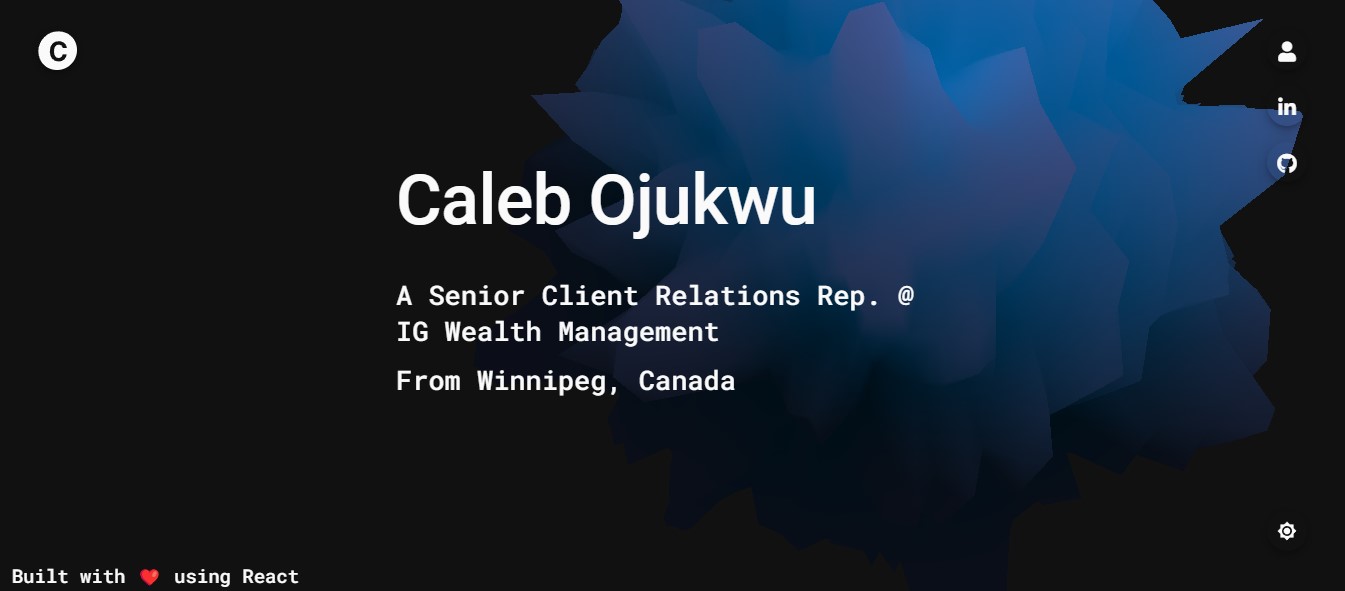 C
in
Caleb Ojukwu
A Senior Client Relations Rep. @
IG Wealth Management
From Winnipeg, Canada
Built with ❤️ using React